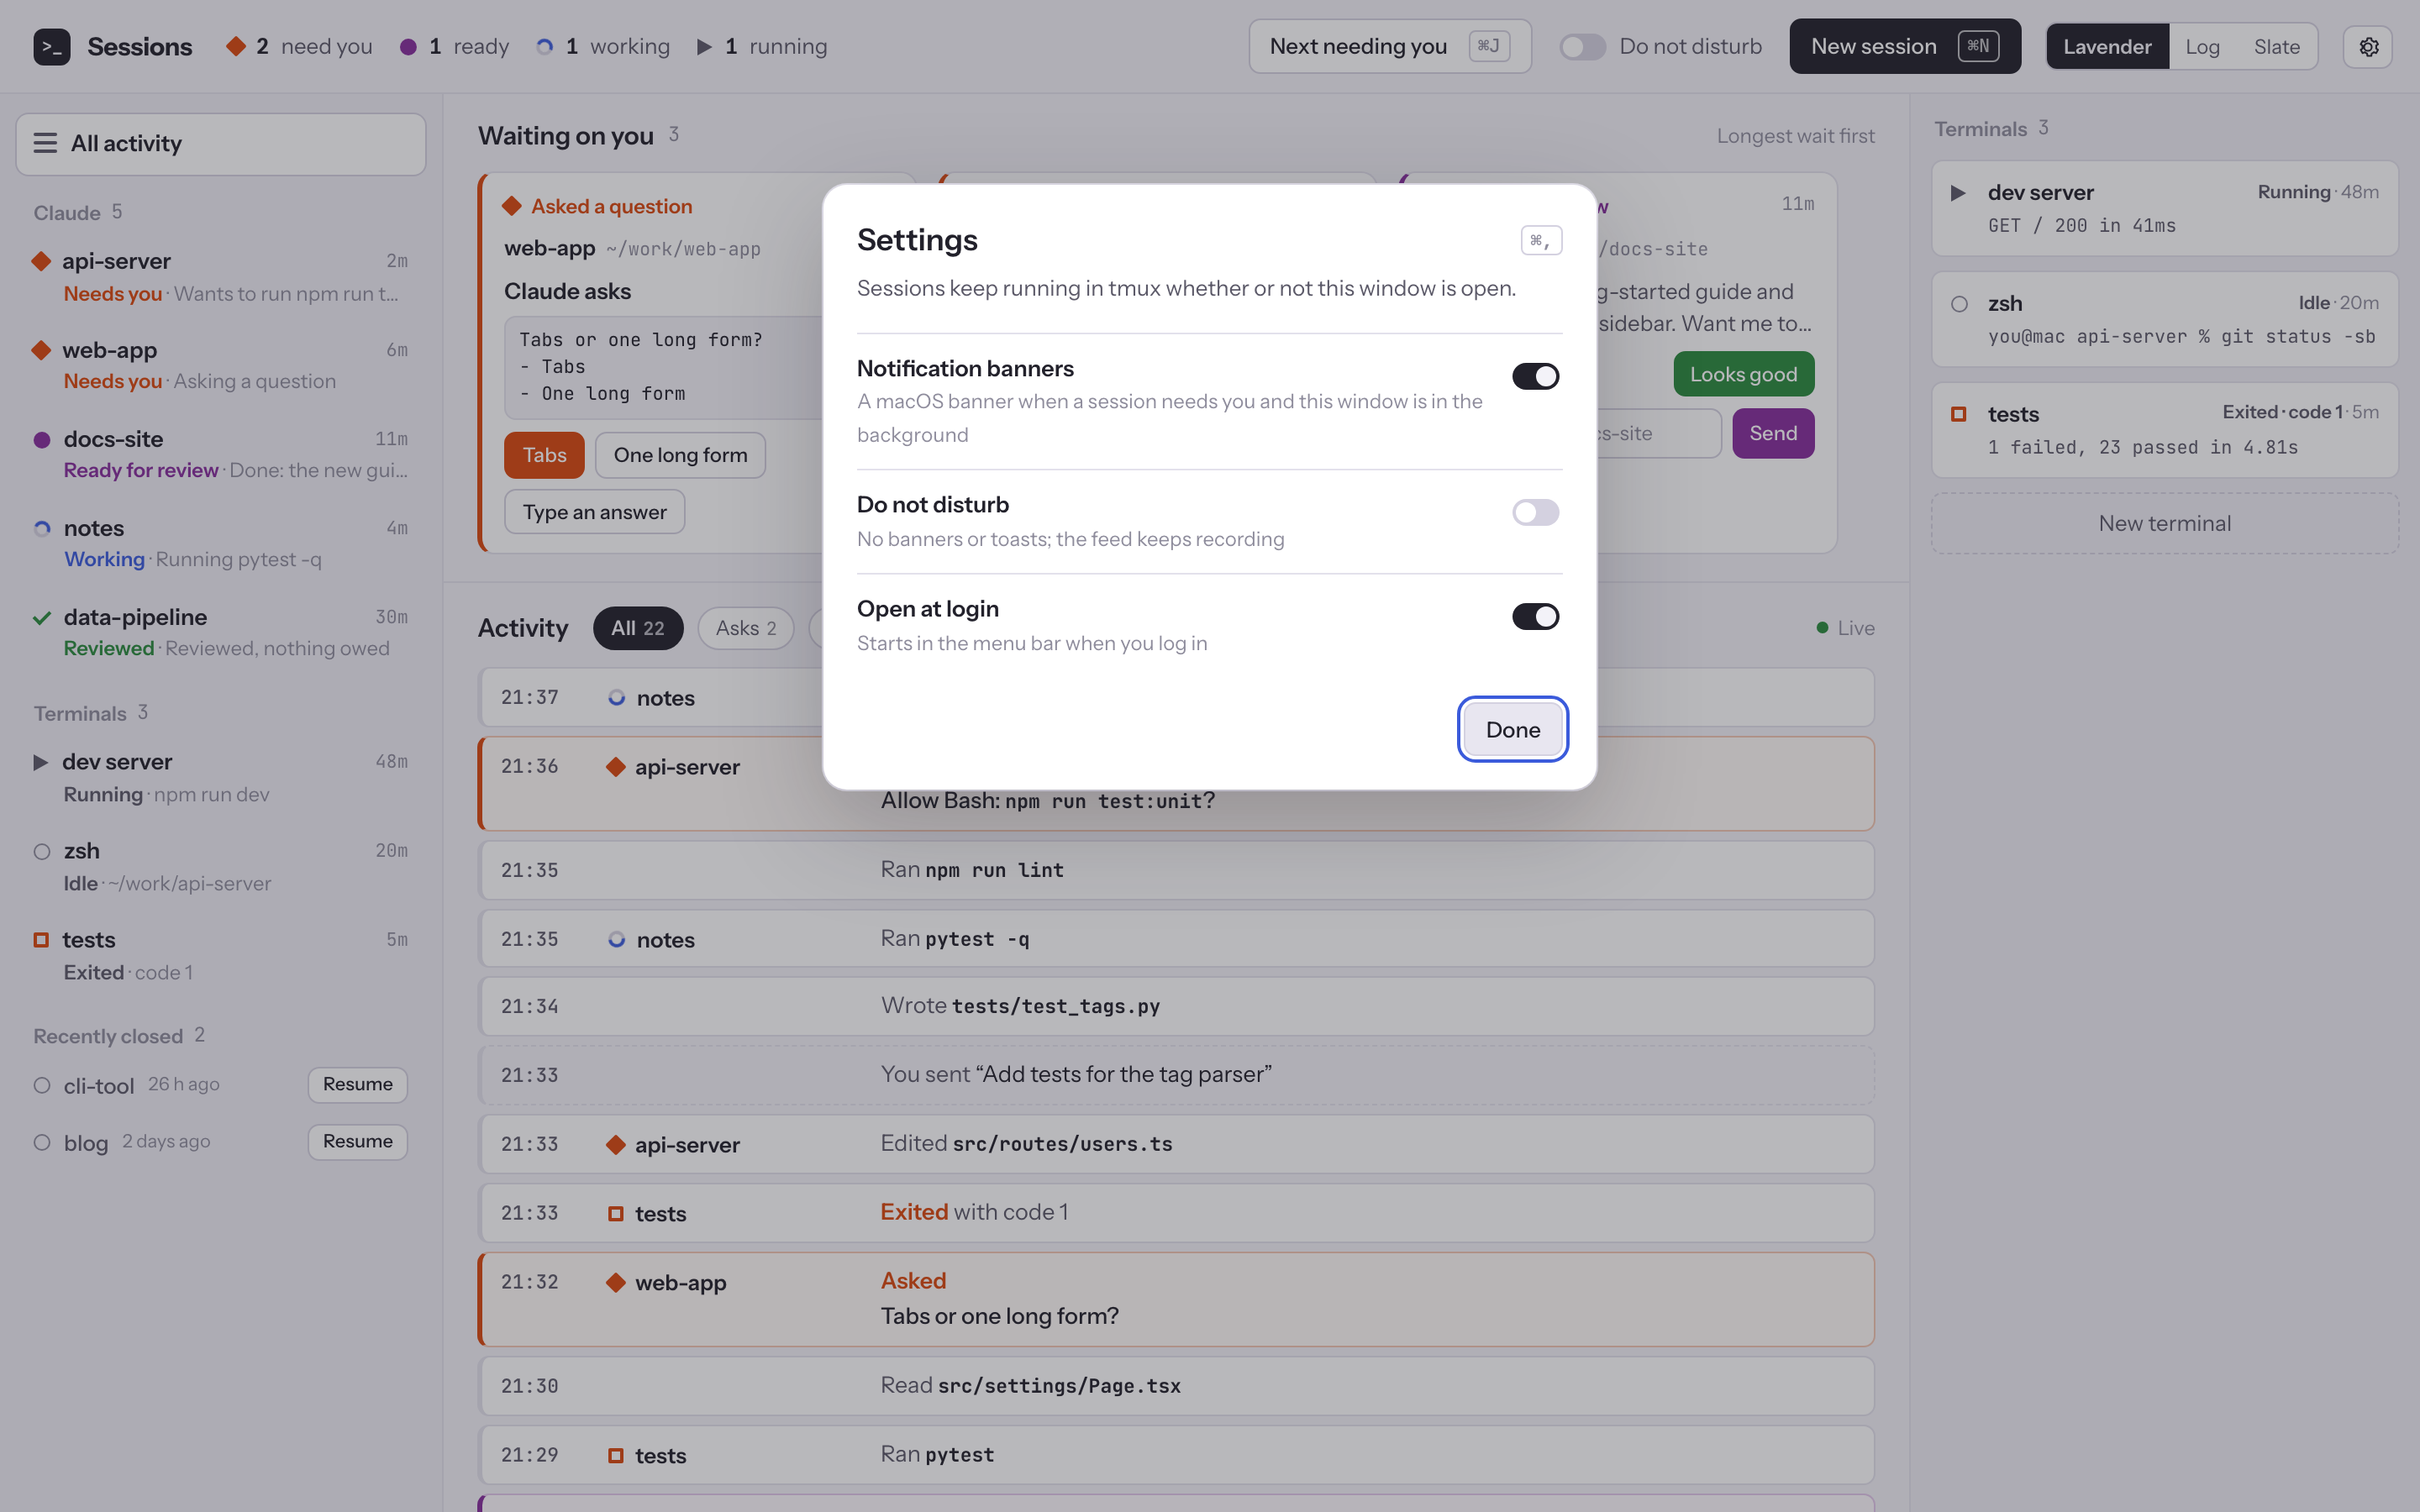 >_ Sessions 2 need you 1 ready 1 working 1 running Next needing you ⌘J Do not disturb New session ⌘N Lavender Log Slate
All activity
Claude 5
api-server 2m
Needs you · Wants to run npm run t…
web-app 6m
Needs you · Asking a question
docs-site 11m
Ready for review · Done: the new gui…
notes 4m
Working · Running pytest -q
data-pipeline 30m
Reviewed · Reviewed, nothing owed
Terminals 3
dev server 48m
Running · npm run dev
zsh 20m
Idle · ~/work/api-server
tests 5m
Exited · code 1
Recently closed 2
cli-tool 26 h ago Resume
blog 2 days ago Resume
Waiting on you 3 Longest wait first
Asked a question
web-app ~/work/web-app
Claude asks
Tabs or one long form?
- Tabs
- One long form
Tabs One long form
Type an answer
11m
/docs-site
g-started guide and
sidebar. Want me to…
Looks good
cs-site Send
Settings ⌘,
Sessions keep running in tmux whether or not this window is open.
Notification banners
A macOS banner when a session needs you and this window is in the
background
Do not disturb
No banners or toasts; the feed keeps recording
Open at login
Starts in the menu bar when you log in
Done
Activity All 22 Asks 2 Live
21:37 notes
21:36 api-server
Allow Bash: npm run test:unit?
21:35 Ran npm run lint
21:35 notes Ran pytest -q
21:34 Wrote tests/test_tags.py
21:33 You sent “Add tests for the tag parser”
21:33 api-server Edited src/routes/users.ts
21:33 tests Exited with code 1
21:32 web-app Asked
Tabs or one long form?
21:30 Read src/settings/Page.tsx
21:29 tests Ran pytest
Terminals 3
dev server Running · 48m
GET / 200 in 41ms
zsh Idle · 20m
you@mac api-server % git status -sb
tests Exited · code 1 · 5m
1 failed, 23 passed in 4.81s
New terminal